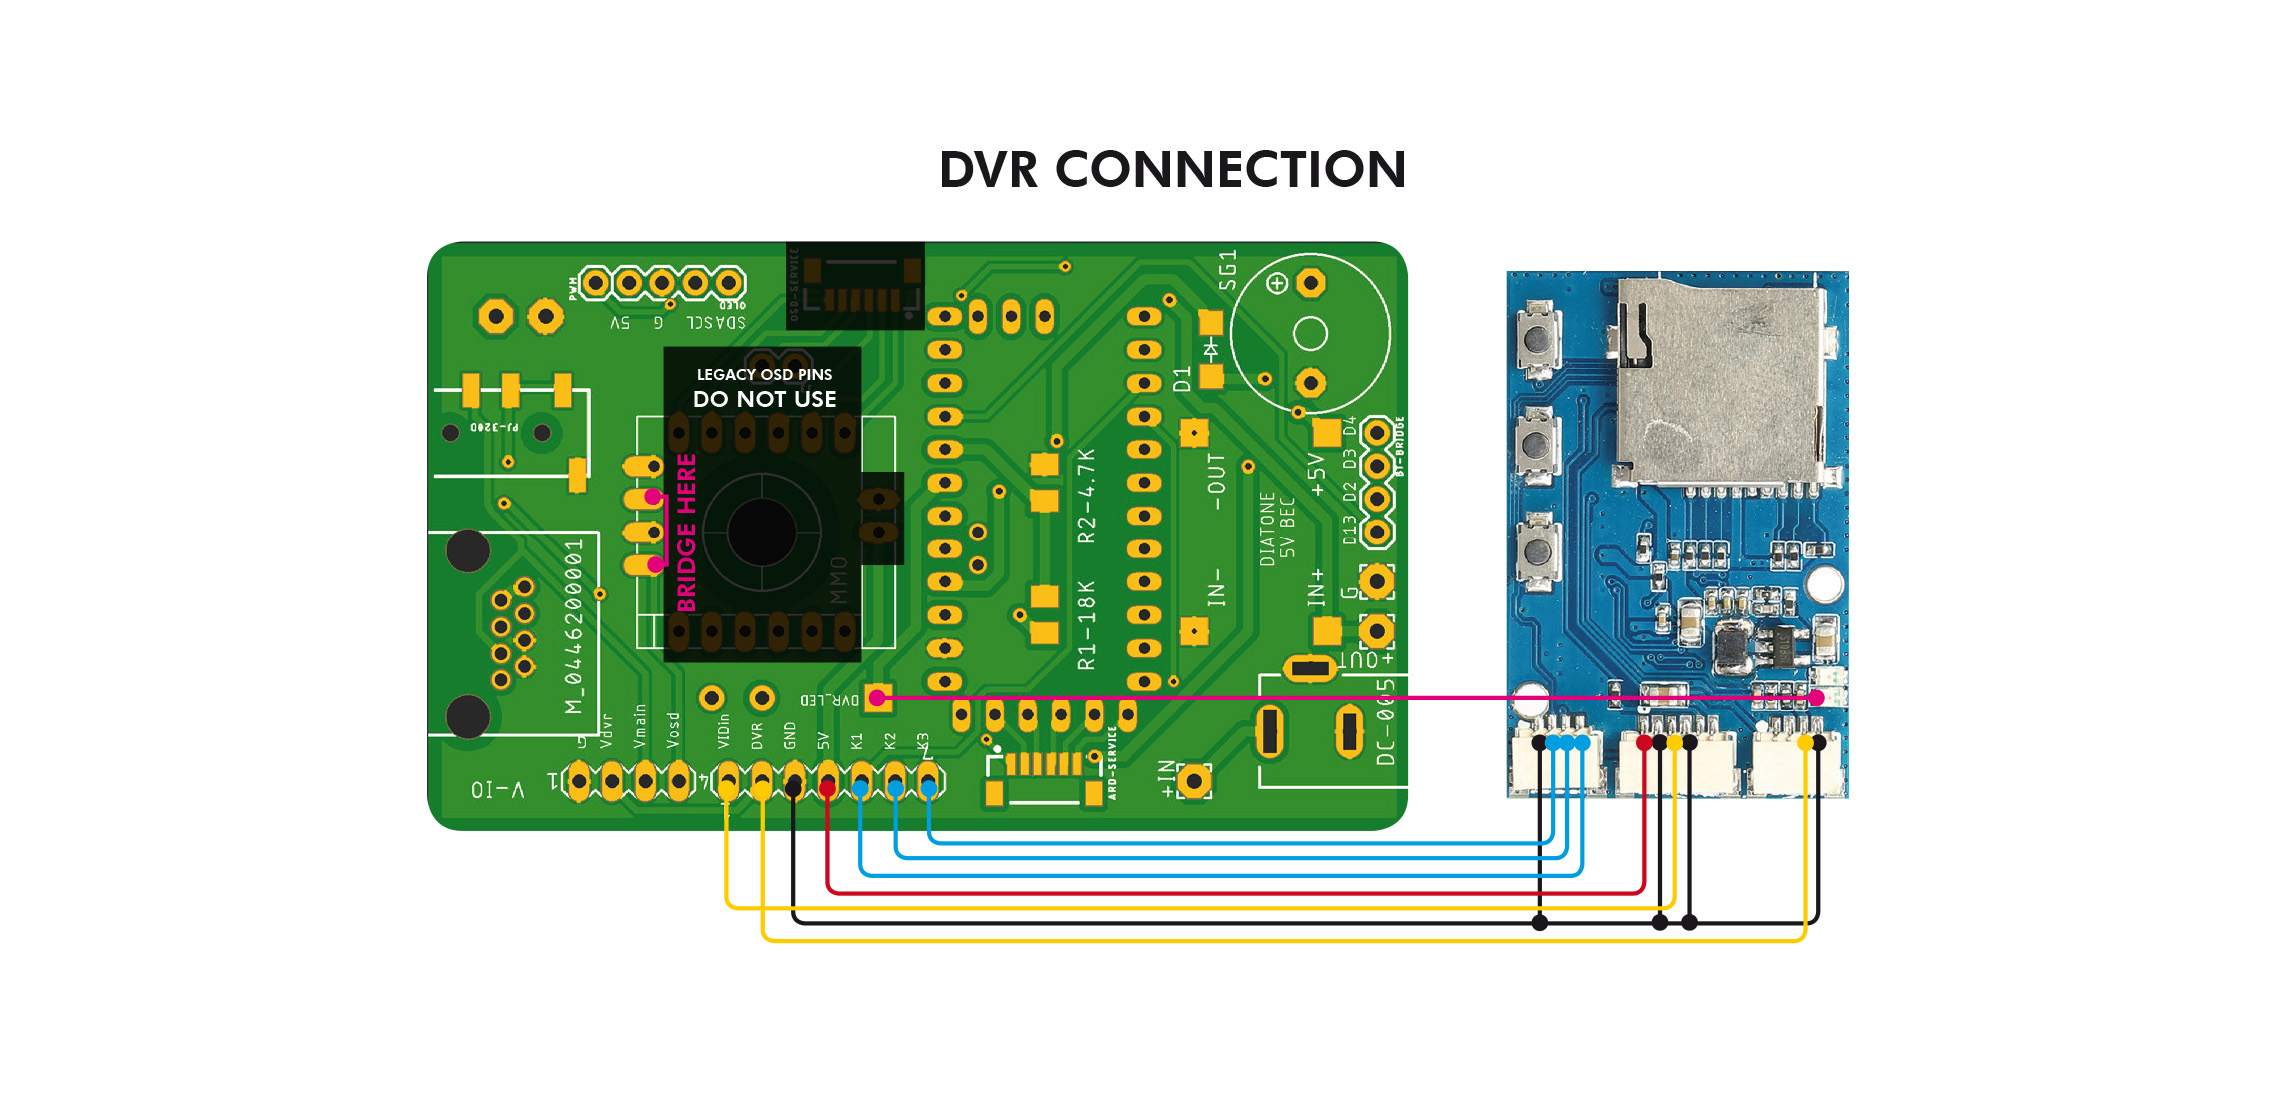 DVR CONNECTION
OSD-SERVICE
SG1
PWM
OLED
5V
G
SCL
SDA
LEGACY OSD PINS
DO NOT USE
D1
PJ-320D
BRIDGE HERE
MMO
R2-4.7K
R1-18K
-OUT
+5V
DIATONE
5V BEC
IN-
IN+
D4
D3
D2
D13
BT-BRIDGE
G
+OUT
M_0446200001
DVR_LED
DC-005
G
Vdvr
Vmain
Vosd
VIDin
DVR
GND
5V
K1
K2
K3
V-IO
1
4
1
7
ARD-SERVICE
+IN